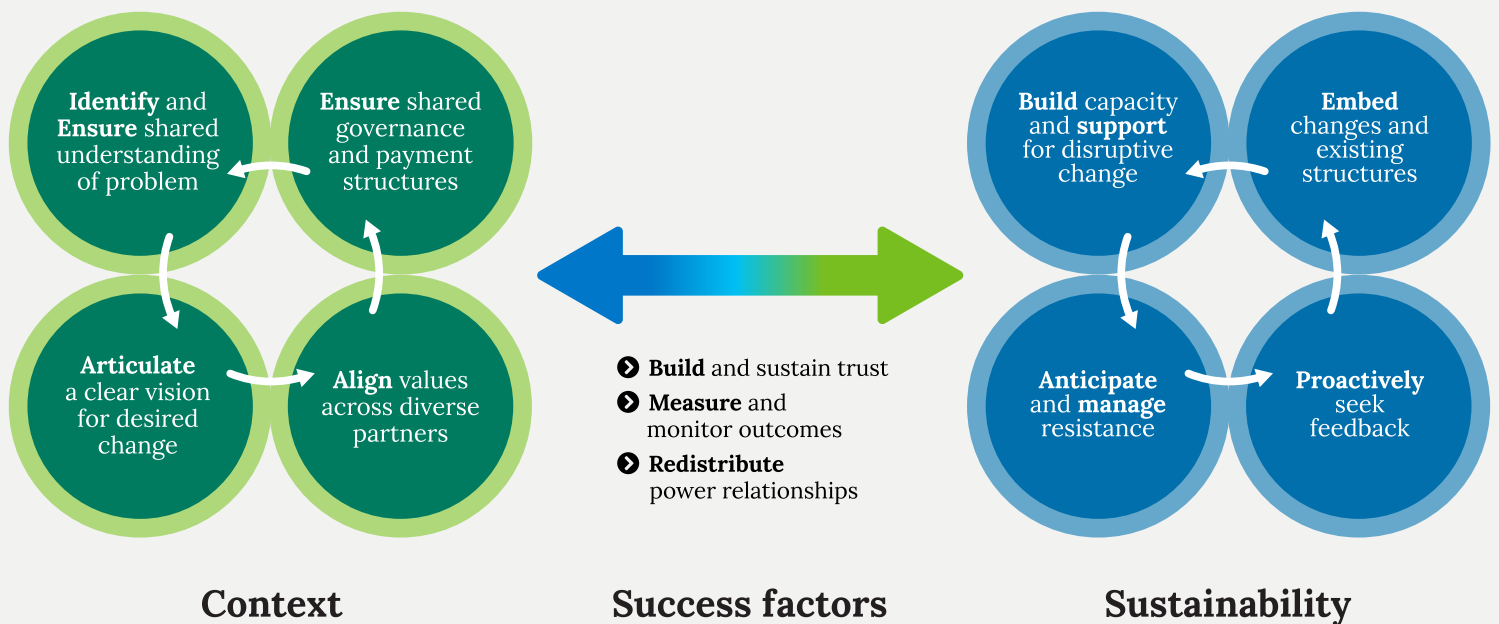 Identify and
Ensure shared
understanding
of problem
Ensure shared
governance
and payment
structures
Articulate
a clear vision
for desired
change
Align values
across diverse
partners
Context
Build and sustain trust
Measure and
monitor outcomes
Redistribute
power relationships
Success factors
Build capacity
and support
for disruptive
change
Embed
changes and
existing
structures
Anticipate
and manage
resistance
Proactively
seek
feedback
Sustainability